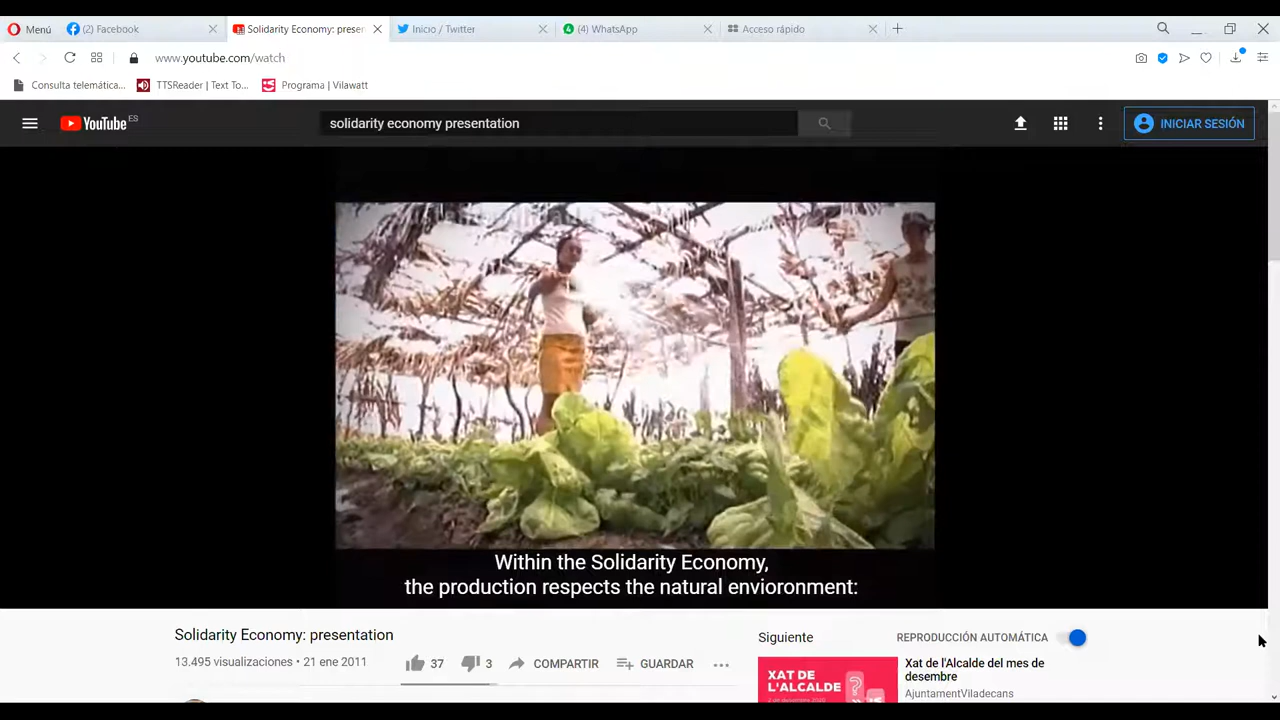 Menú
(2) Facebook
Solidarity Economy: presen
Inicio / Twitter
(4) WhatsApp
Acceso rápido
www.youtube.com/watch
Consulta telemática...
TTSReader | Text To...
Programa | Vilawatt
YouTube ES
solidarity economy presentation
INICIAR SESIÓN
Within the Solidarity Economy,
the production respects the natural envioronment:
Solidarity Economy: presentation
13.495 visualizaciones • 21 ene 2011
37
3
COMPARTIR
GUARDAR
Siguiente
REPRODUCCIÓN AUTOMÁTICA
XAT DE
L'ALCALDE
Xat de l'Alcalde del mes de
desembre
AjuntamentViladecans